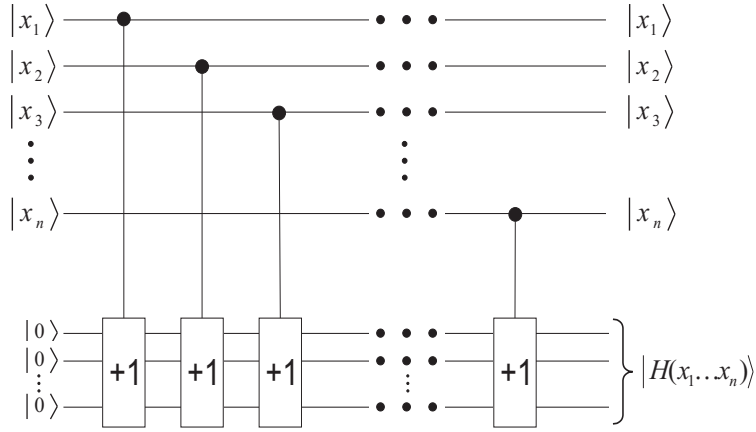 |x₁⟩ |x₁⟩
|x₂⟩ |x₂⟩
|x₃⟩ |x₃⟩
|xₙ⟩ |xₙ⟩
|0⟩
|0⟩ +1 +1 +1 +1 |H(x₁…xₙ)⟩
|0⟩